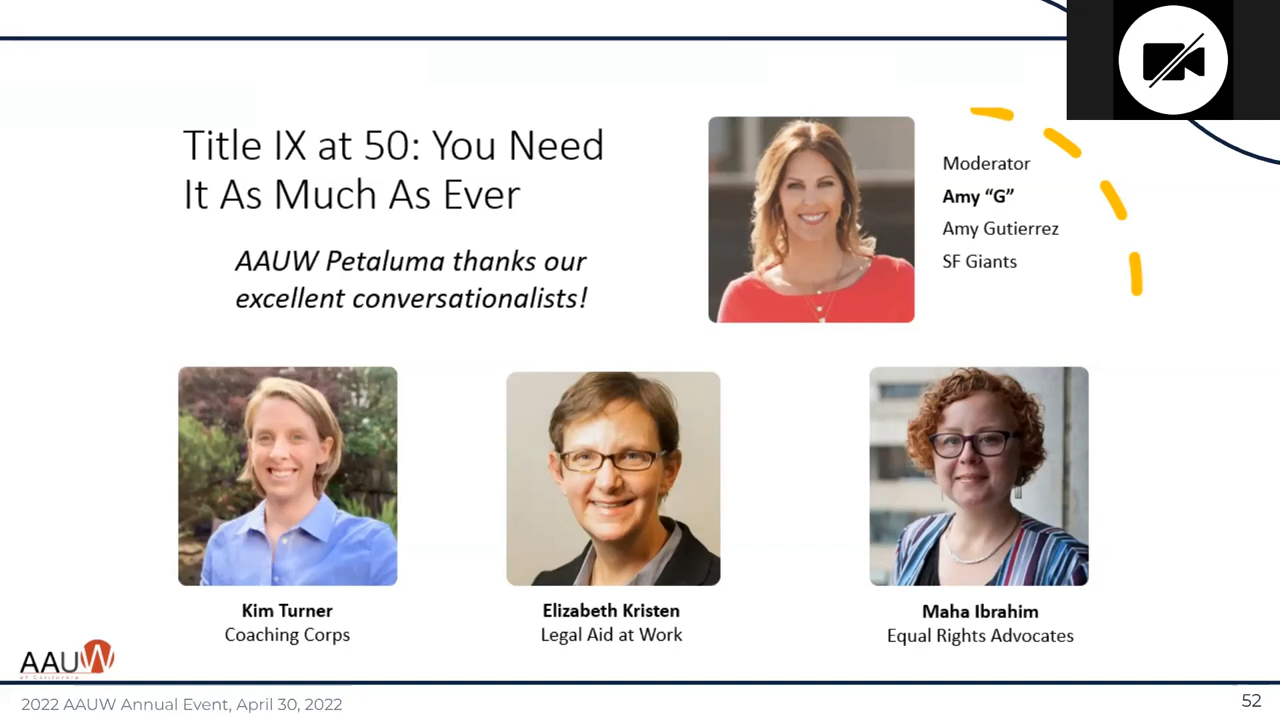 Title IX at 50: You Need
It As Much As Ever
AAUW Petaluma thanks our
excellent conversationalists!
Moderator
Amy “G”
Amy Gutierrez
SF Giants
Kim Turner
Coaching Corps
Elizabeth Kristen
Legal Aid at Work
Maha Ibrahim
Equal Rights Advocates
AAUW
of California
2022 AAUW Annual Event, April 30, 2022
52